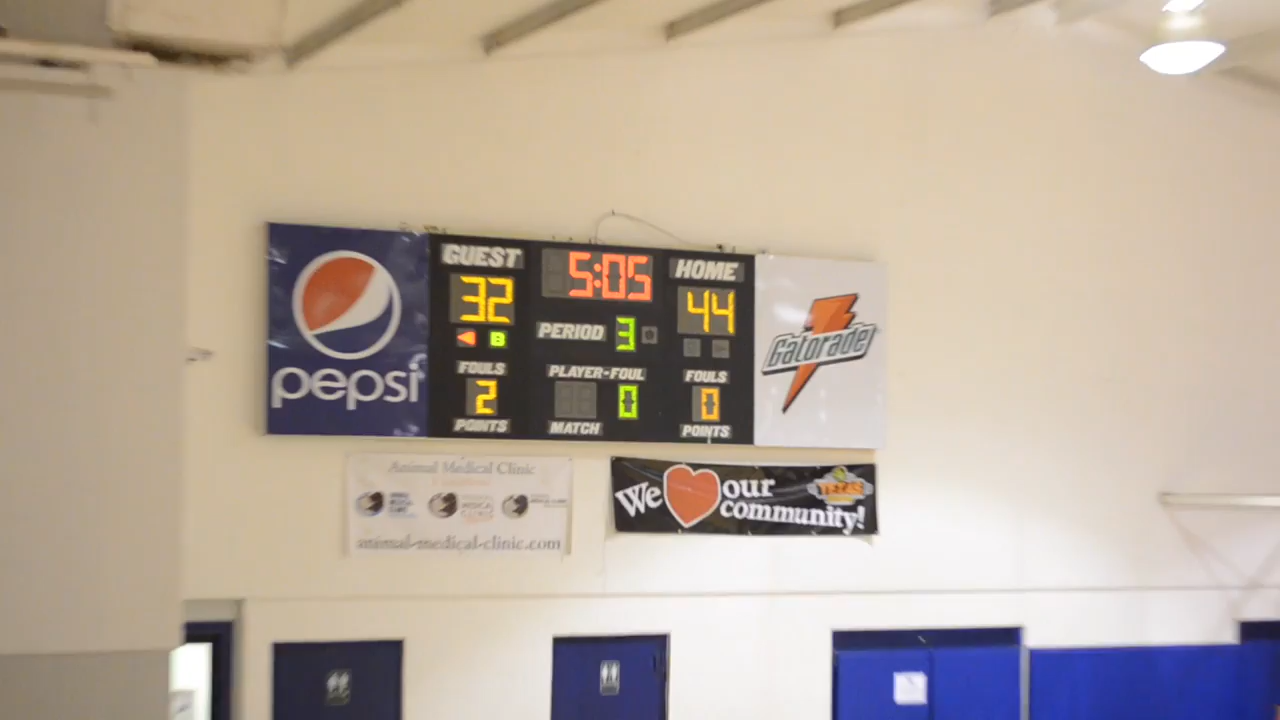 pepsi
GUEST
32
B
FOULS
2
POINTS
5:05
PERIOD 3
PLAYER-FOUL
0
MATCH
HOME
44
FOULS
0
POINTS
Gatorade
Animal Medical Clinic
animal-medical-clinic.com
We our
community!
TEXAS